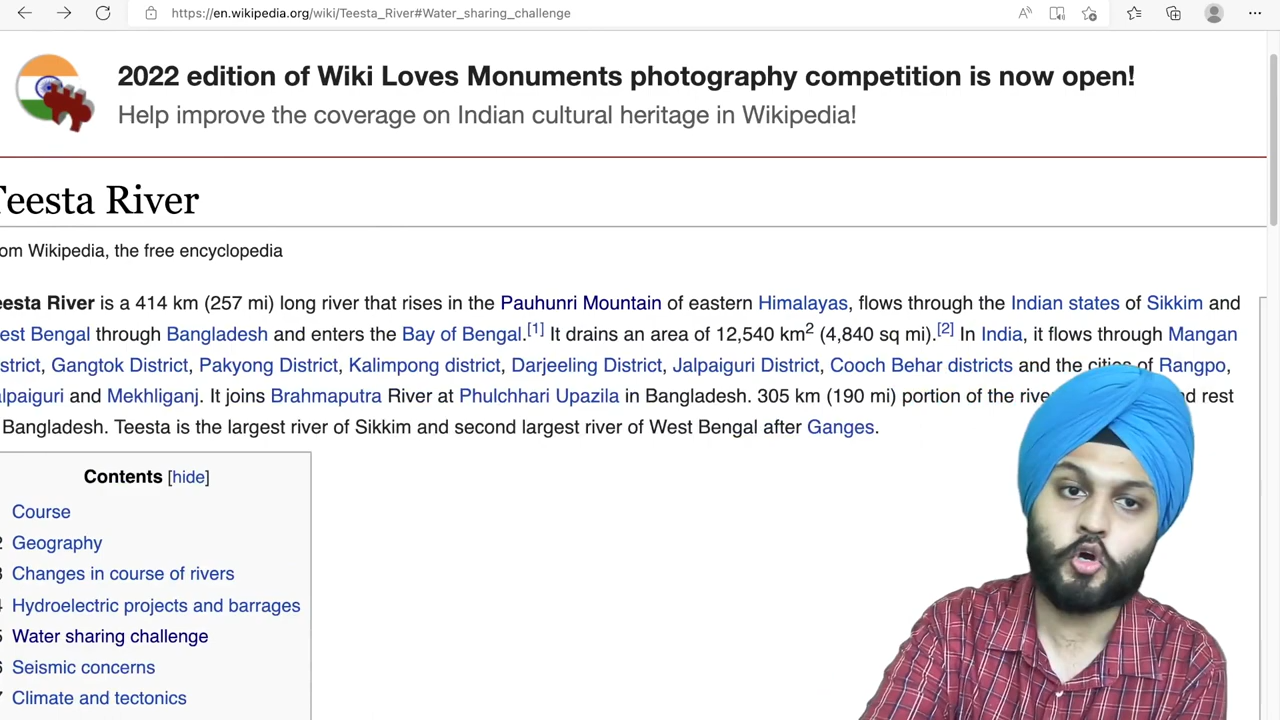 https://en.wikipedia.org/wiki/Teesta_River#Water_sharing_challenge
2022 edition of Wiki Loves Monuments photography competition is now open!
Help improve the coverage on Indian cultural heritage in Wikipedia!
Teesta River
om Wikipedia, the free encyclopedia
eesta River is a 414 km (257 mi) long river that rises in the Pauhunri Mountain of eastern Himalayas, flows through the Indian states of Sikkim and
est Bengal through Bangladesh and enters the Bay of Bengal.[1] It drains an area of 12,540 km2 (4,840 sq mi).[2] In India, it flows through Mangan
strict, Gangtok District, Pakyong District, Kalimpong district, Darjeeling District, Jalpaiguri District, Cooch Behar districts and the cities of Rangpo,
alpaiguri and Mekhliganj. It joins Brahmaputra River at Phulchhari Upazila in Bangladesh. 305 km (190 mi) portion of the rive nd rest
Bangladesh. Teesta is the largest river of Sikkim and second largest river of West Bengal after Ganges.
Contents [hide]
Course
2 Geography
3 Changes in course of rivers
4 Hydroelectric projects and barrages
5 Water sharing challenge
6 Seismic concerns
7 Climate and tectonics